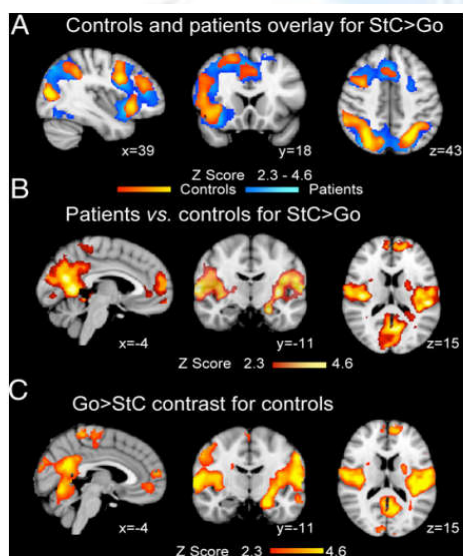 A Controls and patients overlay for StC>Go
x=39 y=18 z=43
Z Score 2.3 - 4.6
Controls Patients
B Patients vs. controls for StC>Go
x=-4 y=-11 z=15
Z Score 2.3 4.6
C Go>StC contrast for controls
x=-4 y=-11 z=15
Z Score 2.3 4.6